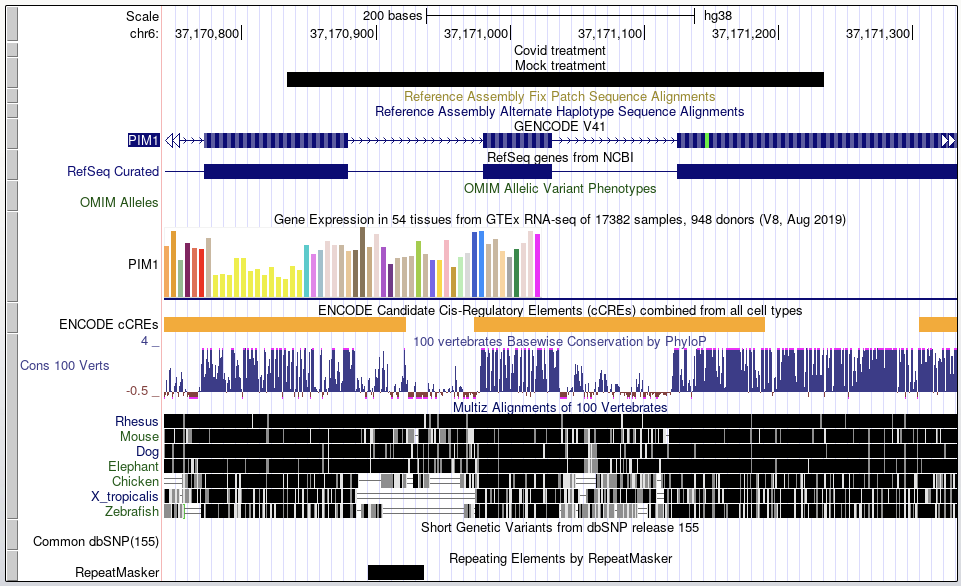 Scale 200 bases hg38
chr6: 37,170,800 37,170,900 37,171,000 37,171,100 37,171,200 37,171,300
Covid treatment
Mock treatment
Reference Assembly Fix Patch Sequence Alignments
Reference Assembly Alternate Haplotype Sequence Alignments
GENCODE V41
PIM1
RefSeq genes from NCBI
RefSeq Curated
OMIM Allelic Variant Phenotypes
OMIM Alleles
Gene Expression in 54 tissues from GTEx RNA-seq of 17382 samples, 948 donors (V8, Aug 2019)
PIM1
ENCODE Candidate Cis-Regulatory Elements (cCREs) combined from all cell types
ENCODE cCREs
100 vertebrates Basewise Conservation by PhyloP
4 _
Cons 100 Verts
-0.5 _
Multiz Alignments of 100 Vertebrates
Rhesus
Mouse
Dog
Elephant
Chicken
X_tropicalis
Zebrafish
Short Genetic Variants from dbSNP release 155
Common dbSNP(155)
Repeating Elements by RepeatMasker
RepeatMasker